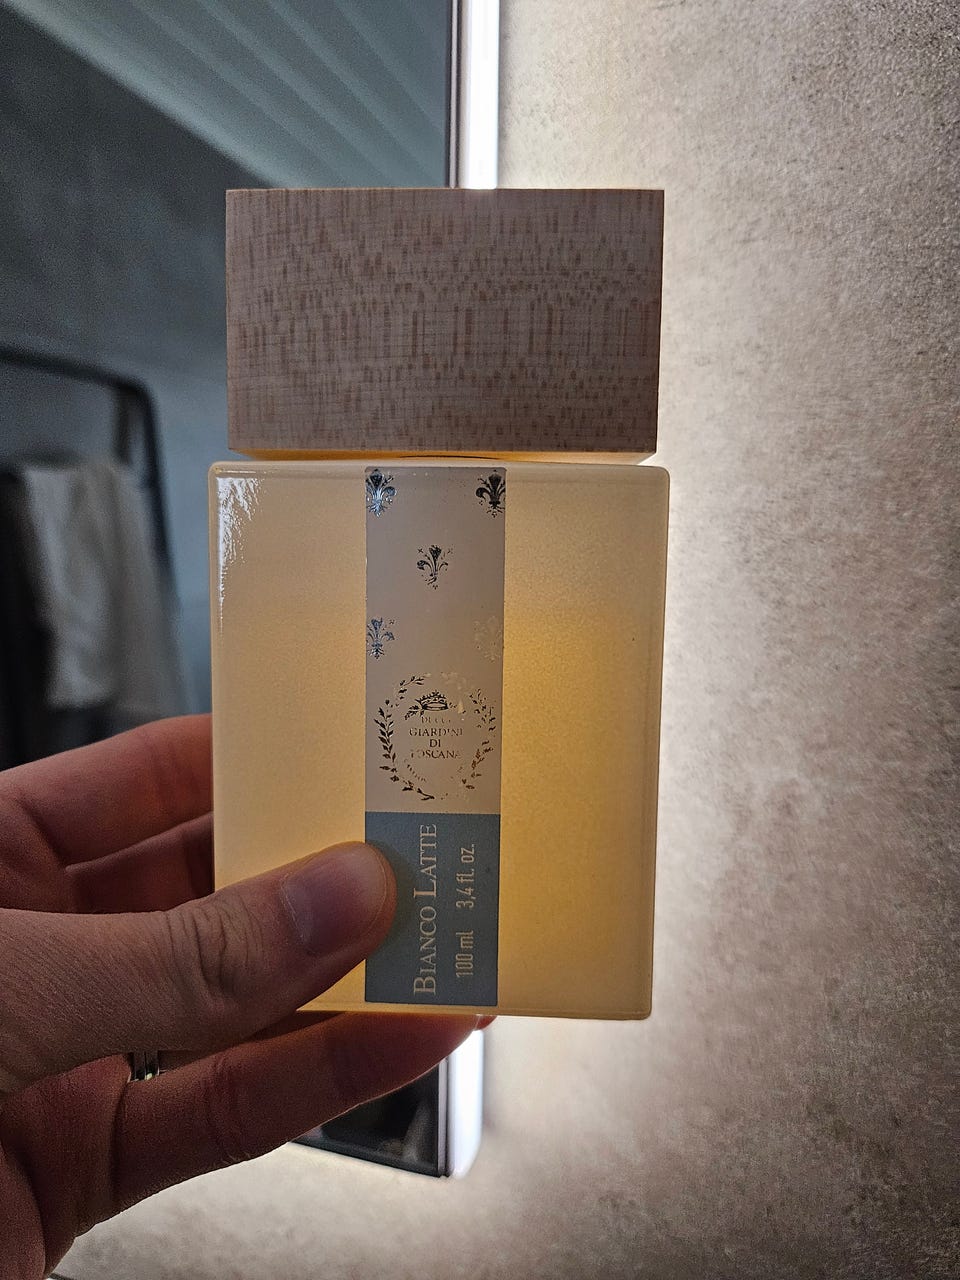 GIARDINI
DI
TOSCANA
BIANCO LATTE
100 ml 3,4 fl. oz.